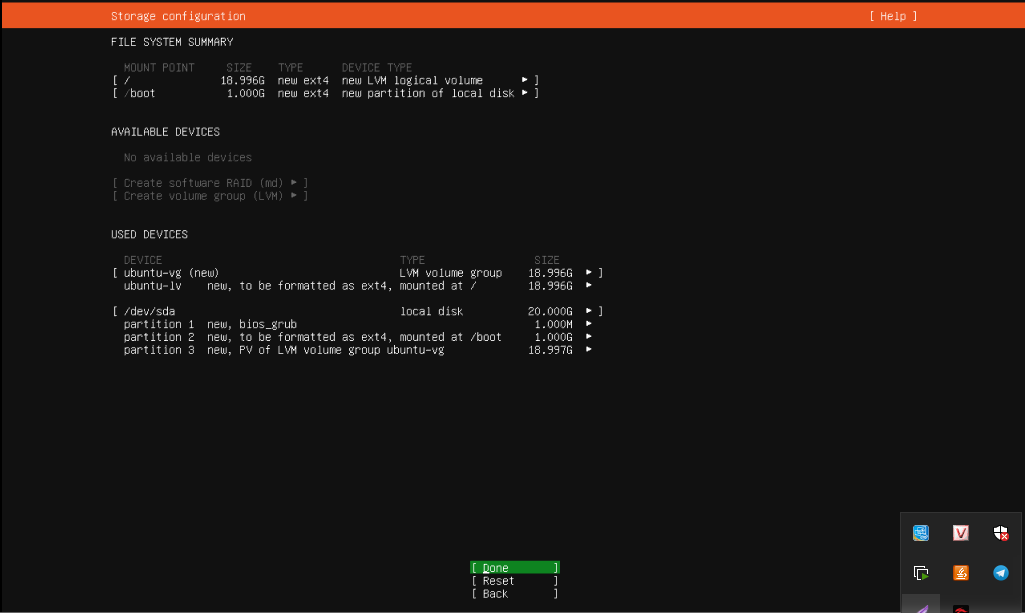 Storage configuration [ Help ]
FILE SYSTEM SUMMARY
MOUNT POINT SIZE TYPE DEVICE TYPE
[ / 18.996G new ext4 new LVM logical volume ▸ ]
[ /boot 1.000G new ext4 new partition of local disk ▸ ]
AVAILABLE DEVICES
No available devices
[ Create software RAID (md) ▸ ]
[ Create volume group (LVM) ▸ ]
USED DEVICES
DEVICE TYPE SIZE
[ ubuntu-vg (new) LVM volume group 18.996G ▸ ]
ubuntu-lv new, to be formatted as ext4, mounted at / 18.996G ▸
[ /dev/sda local disk 20.000G ▸ ]
partition 1 new, bios_grub 1.000M ▸
partition 2 new, to be formatted as ext4, mounted at /boot 1.000G ▸
partition 3 new, PV of LVM volume group ubuntu-vg 18.997G ▸
V
[ Done ]
[ Reset ]
[ Back ]